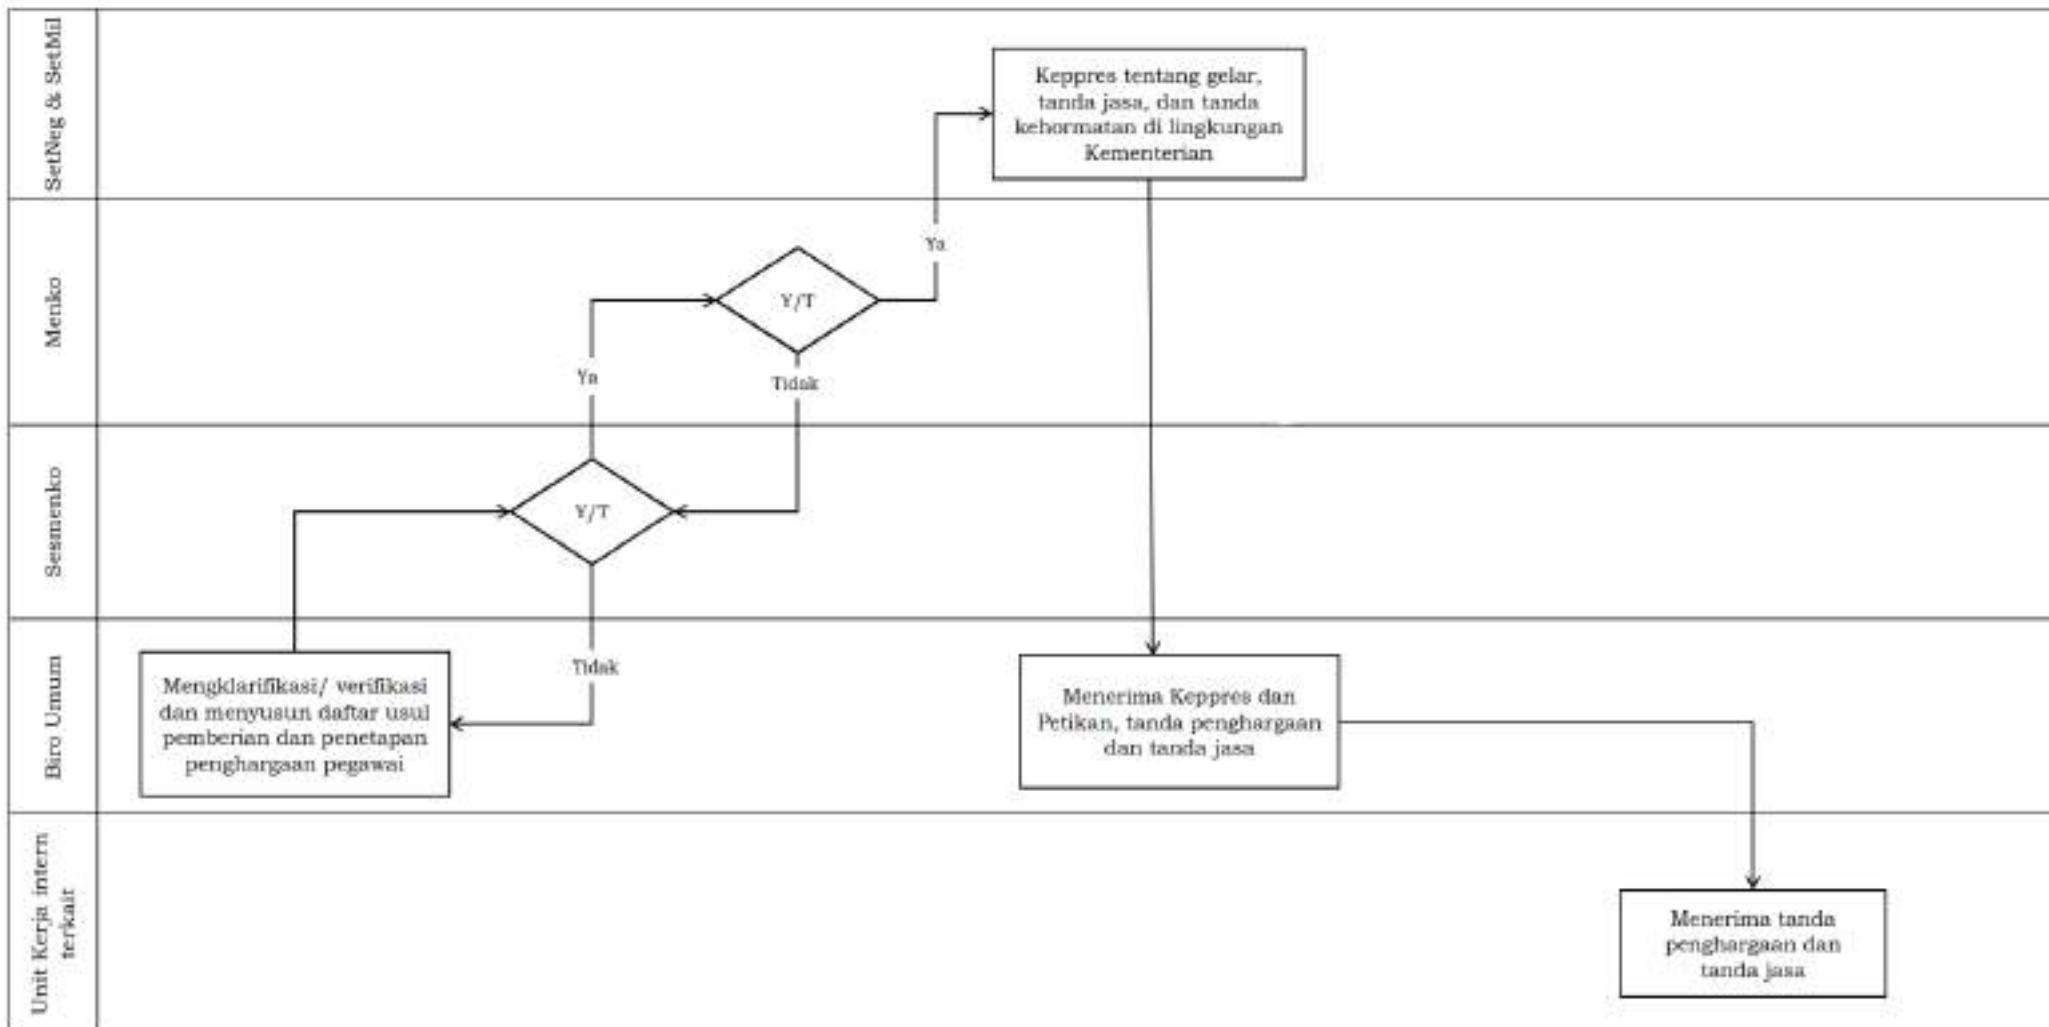 SetNeg & SetMil
Keppres tentang gelar,
tanda jasa, dan tanda
kehormatan di lingkungan
Kementerian
Menko
Ya
Y/T
Ya
Tidak
Sesmenko
Y/T
Biro Umum
Tidak
Mengklarifikasi/ verifikasi
dan menyusun daftar usul
pemberian dan penetapan
penghargaan pegawai
Menerima Keppres dan
Petikan, tanda penghargaan
dan tanda jasa
Unit Kerja intern
terkait
Menerima tanda
penghargaan dan
tanda jasa